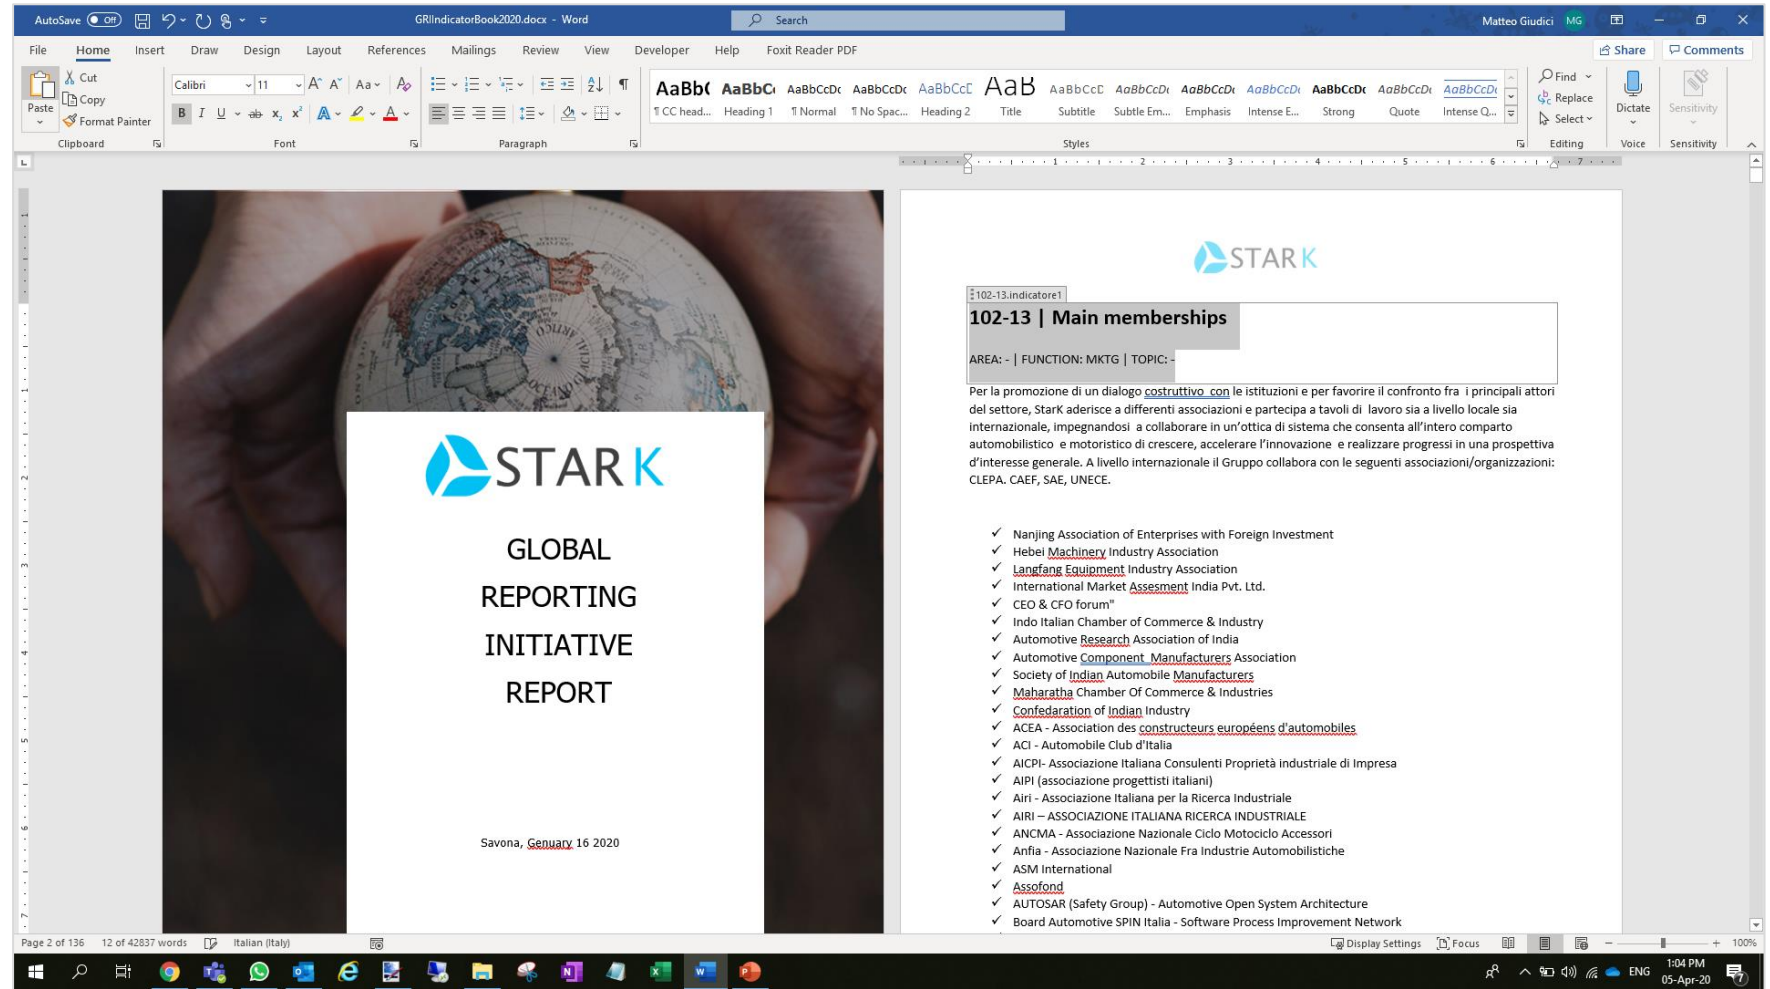 AutoSave Off GRIIndicatorBook2020.docx - Word Search Matteo Giudici MG
File Home Insert Draw Design Layout References Mailings Review View Developer Help Foxit Reader PDF Share Comments
Paste
Cut
Copy
Format Painter
Clipboard
Calibri 11
Font
Paragraph
AaBb( AaBbC AaBbCcDc AaBbCcDc AaBbCcD AaB AaBbCcD AaBbCcDc AaBbCcDc AaBbCcDc AaBbCcDc AaBbCcDc AaBbCcDc
¶ CC head... Heading 1 ¶ Normal ¶ No Spac... Heading 2 Title Subtitle Subtle Em... Emphasis Intense E... Strong Quote Intense Q...
Styles
Find
Replace
Select
Editing
Dictate
Voice
Sensitivity
Sensitivity
1 2 3 4 5 6 7
STAR K
GLOBAL
REPORTING
INITIATIVE
REPORT
Savona, Genuary 16 2020
STAR K
102-13.indicatore1
102-13 | Main memberships
AREA: - | FUNCTION: MKTG | TOPIC: -
Per la promozione di un dialogo costruttivo con le istituzioni e per favorire il confronto fra i principali attori
del settore, StarK aderisce a differenti associazioni e partecipa a tavoli di lavoro sia a livello locale sia
internazionale, impegnandosi a collaborare in un'ottica di sistema che consenta all'intero comparto
automobilistico e motoristico di crescere, accelerare l'innovazione e realizzare progressi in una prospettiva
d'interesse generale. A livello internazionale il Gruppo collabora con le seguenti associazioni/organizzazioni:
CLEPA. CAEF, SAE, UNECE.
✓ Nanjing Association of Enterprises with Foreign Investment
✓ Hebei Machinery Industry Association
✓ Langfang Equipment Industry Association
✓ International Market Assesment India Pvt. Ltd.
✓ CEO & CFO forum"
✓ Indo Italian Chamber of Commerce & Industry
✓ Automotive Research Association of India
✓ Automotive Component Manufacturers Association
✓ Society of Indian Automobile Manufacturers
✓ Maharatha Chamber Of Commerce & Industries
✓ Confedaration of Indian Industry
✓ ACEA - Association des constructeurs européens d'automobiles
✓ ACI - Automobile Club d'Italia
✓ AICPI- Associazione Italiana Consulenti Proprietà industriale di Impresa
✓ AIPI (associazione progettisti italiani)
✓ Airi - Associazione Italiana per la Ricerca Industriale
✓ AIRI – ASSOCIAZIONE ITALIANA RICERCA INDUSTRIALE
✓ ANCMA - Associazione Nazionale Ciclo Motociclo Accessori
✓ Anfia - Associazione Nazionale Fra Industrie Automobilistiche
✓ ASM International
✓ Assofond
✓ AUTOSAR (Safety Group) - Automotive Open System Architecture
✓ Board Automotive SPIN Italia - Software Process Improvement Network
Page 2 of 136 12 of 42837 words Italian (Italy) Display Settings Focus 100%
ENG 1:04 PM
05-Apr-20